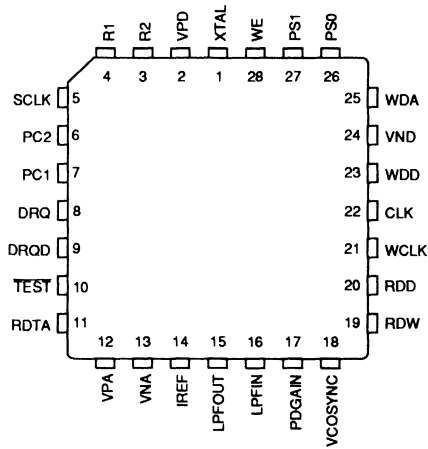 R1 R2 VPD XTAL WE PS1 PS0
4 3 2 1 28 27 26
SCLK 5 25 WDA
PC2 6 24 VND
PC1 7 23 WDD
DRQ 8 22 CLK
DRQD 9 21 WCLK
TEST 10 20 RDD
RDTA 11 19 RDW
12 13 14 15 16 17 18
VPA VNA IREF LPFOUT LPFIN PDGAIN VCOSYNC